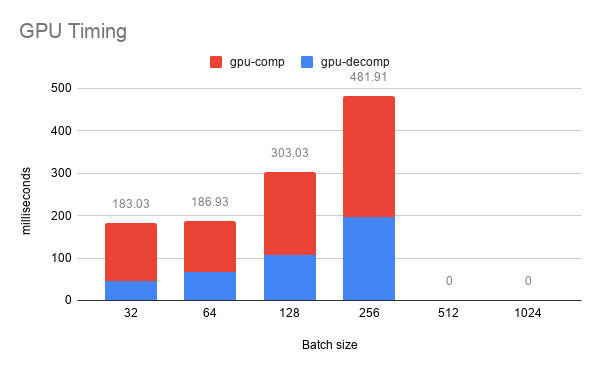 GPU Timing
gpu-comp gpu-decomp
481.91
500
400
300
200
100
0
milliseconds
183.03
186.93
303.03
0
0
32 64 128 256 512 1024
Batch size